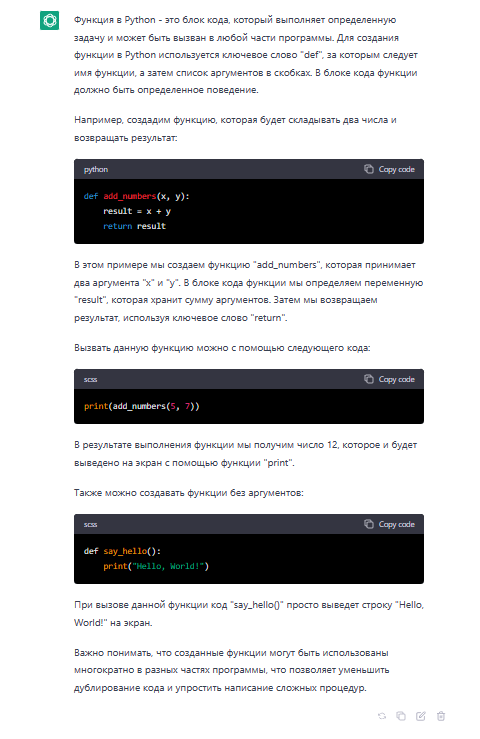 Функция в Python - это блок кода, который выполняет определенную
задачу и может быть вызван в любой части программы. Для создания
функции в Python используется ключевое слово "def", за которым следует
имя функции, а затем список аргументов в скобках. В блоке кода функции
должно быть определенное поведение.
Например, создадим функцию, которая будет складывать два числа и
возвращать результат:
python
Copy code
def add_numbers(x, y):
    result = x + y
    return result
В этом примере мы создаем функцию "add_numbers", которая принимает
два аргумента "x" и "y". В блоке кода функции мы определяем переменную
"result", которая хранит сумму аргументов. Затем мы возвращаем
результат, используя ключевое слово "return".
Вызвать данную функцию можно с помощью следующего кода:
scss
Copy code
print(add_numbers(5, 7))
В результате выполнения функции мы получим число 12, которое и будет
выведено на экран с помощью функции "print".
Также можно создавать функции без аргументов:
scss
Copy code
def say_hello():
    print("Hello, World!")
При вызове данной функции код "say_hello()" просто выведет строку "Hello,
World!" на экран.
Важно понимать, что созданные функции могут быть использованы
многократно в разных частях программы, что позволяет уменьшить
дублирование кода и упростить написание сложных процедур.